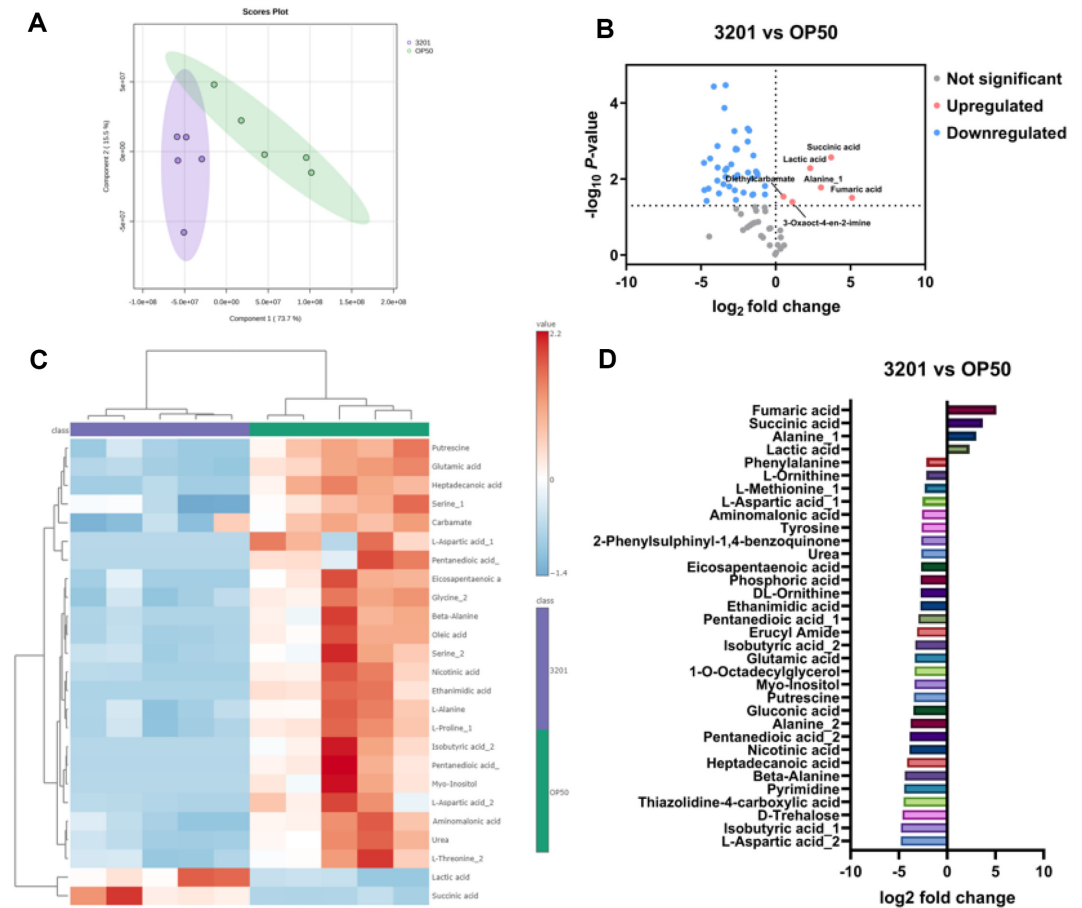 A
Scores Plot
3201
OP50
Component 2 ( 15.5 %)
5e+07
0e+00
-5e+07
-1.0e+08
-5.0e+07
0.0e+00
5.0e+07
1.0e+08
1.5e+08
2.0e+08
Component 1 ( 73.7 %)
B
3201 vs OP50
Not significant
Upregulated
Downregulated
-log10 P-value
4
2
0
Succinic acid
Lactic acid
Diethylcarbamate
Alanine_1
Fumaric acid
3-Oxaoct-4-en-2-imine
-10
-5
0
5
10
log2 fold change
C
value
2.2
0
−1.4
class
Putrescine
Glutamic acid
Heptadecanoic acid
Serine_1
Carbamate
L-Aspartic acid_1
Pentanedioic acid_
Eicosapentaenoic a
Glycine_2
Beta-Alanine
Oleic acid
Serine_2
Nicotinic acid
Ethanimidic acid
L-Alanine
L-Proline_1
Isobutyric acid_2
Pentanedioic acid_
Myo-Inositol
L-Aspartic acid_2
Aminomalonic acid
Urea
L-Threonine_2
Lactic acid
Succinic acid
class
3201
OP50
D
3201 vs OP50
Fumaric acid
Succinic acid
Alanine_1
Lactic acid
Phenylalanine
L-Ornithine
L-Methionine_1
L-Aspartic acid_1
Aminomalonic acid
Tyrosine
2-Phenylsulphinyl-1,4-benzoquinone
Urea
Eicosapentaenoic acid
Phosphoric acid
DL-Ornithine
Ethanimidic acid
Pentanedioic acid_1
Erucyl Amide
Isobutyric acid_2
Glutamic acid
1-O-Octadecylglycerol
Myo-Inositol
Putrescine
Gluconic acid
Alanine_2
Pentanedioic acid_2
Nicotinic acid
Heptadecanoic acid
Beta-Alanine
Pyrimidine
Thiazolidine-4-carboxylic acid
D-Trehalose
Isobutyric acid_1
L-Aspartic acid_2
-10
-5
0
5
10
log2 fold change